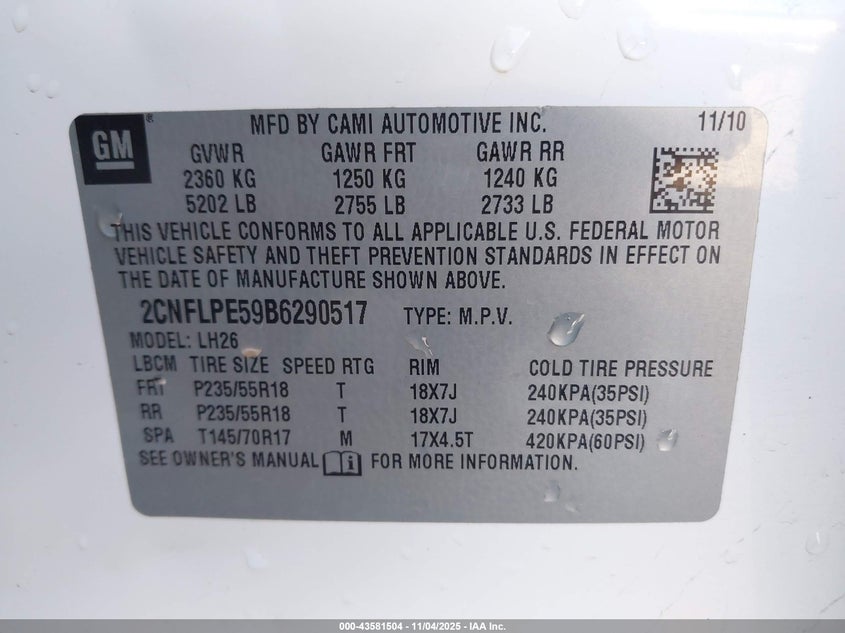 GM ® MFD BY CAMI AUTOMOTIVE INC. 11/10
GVWR GAWR FRT GAWR RR
2360 KG 1250 KG 1240 KG
5202 LB 2755 LB 2733 LB
THIS VEHICLE CONFORMS TO ALL APPLICABLE U.S. FEDERAL MOTOR
VEHICLE SAFETY AND THEFT PREVENTION STANDARDS IN EFFECT ON
THE DATE OF MANUFACTURE SHOWN ABOVE.
2CNFLPE59B6290517 TYPE: M.P.V.
MODEL: LH26
LBCM TIRE SIZE SPEED RTG RIM COLD TIRE PRESSURE
FRT P235/55R18 T 18X7J 240KPA(35PSI)
RR P235/55R18 T 18X7J 240KPA(35PSI)
SPA T145/70R17 M 17X4.5T 420KPA(60PSI)
SEE OWNER'S MANUAL i FOR MORE INFORMATION.
000-43581504 - 11/04/2025 - IAA Inc.